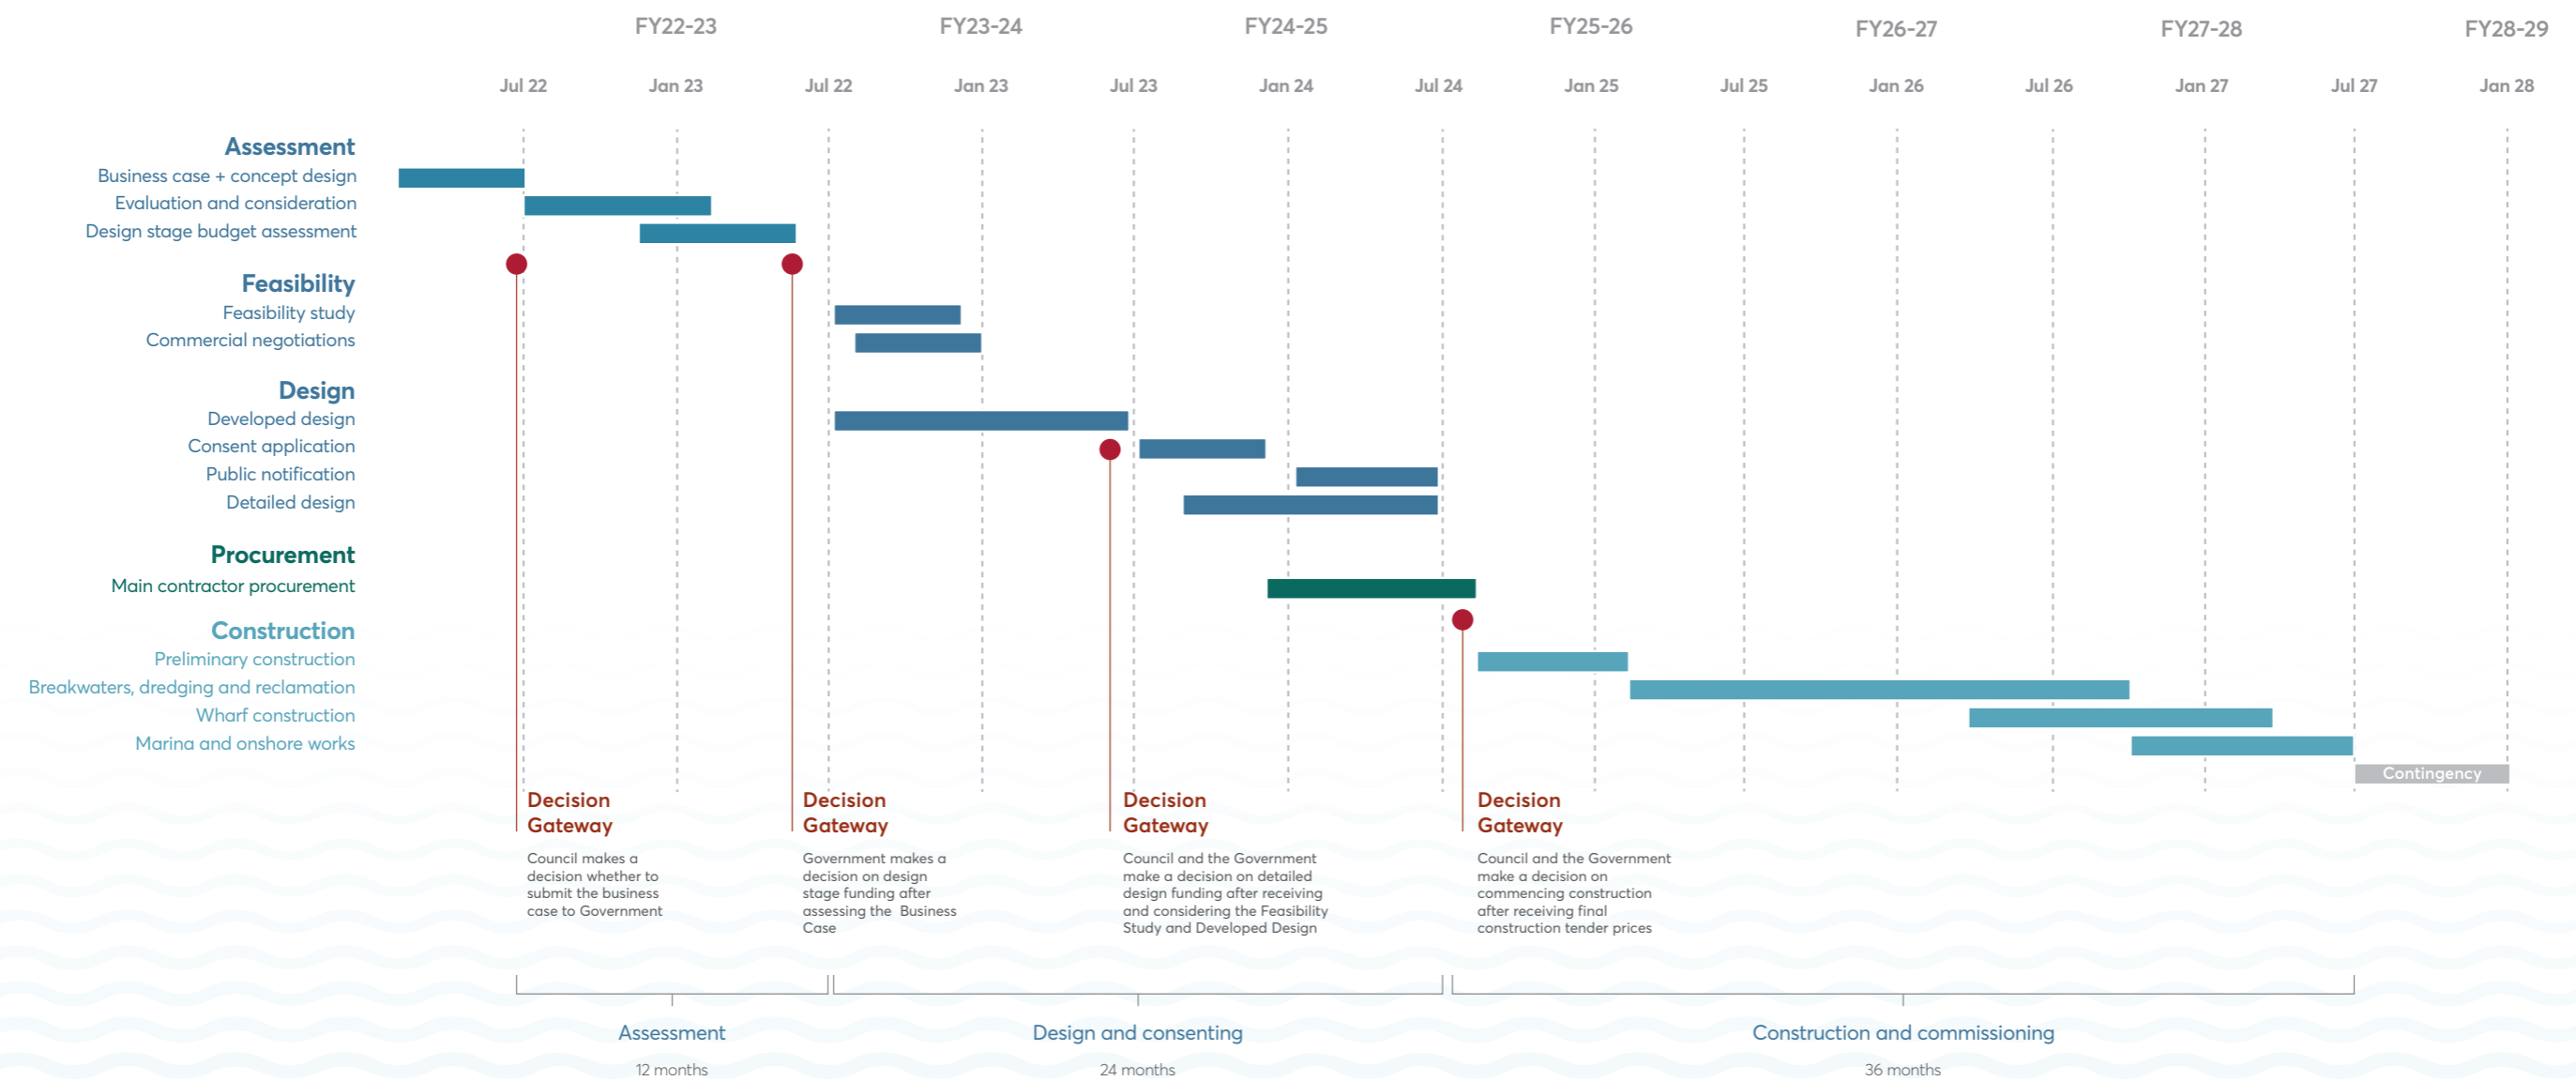 FY22-23 FY23-24 FY24-25 FY25-26 FY26-27 FY27-28 FY28-29
Jul 22 Jan 23 Jul 22 Jan 23 Jul 23 Jan 24 Jul 24 Jan 25 Jul 25 Jan 26 Jul 26 Jan 27 Jul 27 Jan 28
Assessment
Business case + concept design
Evaluation and consideration
Design stage budget assessment
Feasibility
Feasibility study
Commercial negotiations
Design
Developed design
Consent application
Public notification
Detailed design
Procurement
Main contractor procurement
Construction
Preliminary construction
Breakwaters, dredging and reclamation
Wharf construction
Marina and onshore works
Contingency
Decision
Gateway
Council makes a
decision whether to
submit the business
case to Government
Decision
Gateway
Government makes a
decision on design
stage funding after
assessing the Business
Case
Decision
Gateway
Council and the Government
make a decision on detailed
design funding after receiving
and considering the Feasibility
Study and Developed Design
Decision
Gateway
Council and the Government
make a decision on
commencing construction
after receiving final
construction tender prices
Assessment
12 months
Design and consenting
24 months
Construction and commissioning
36 months